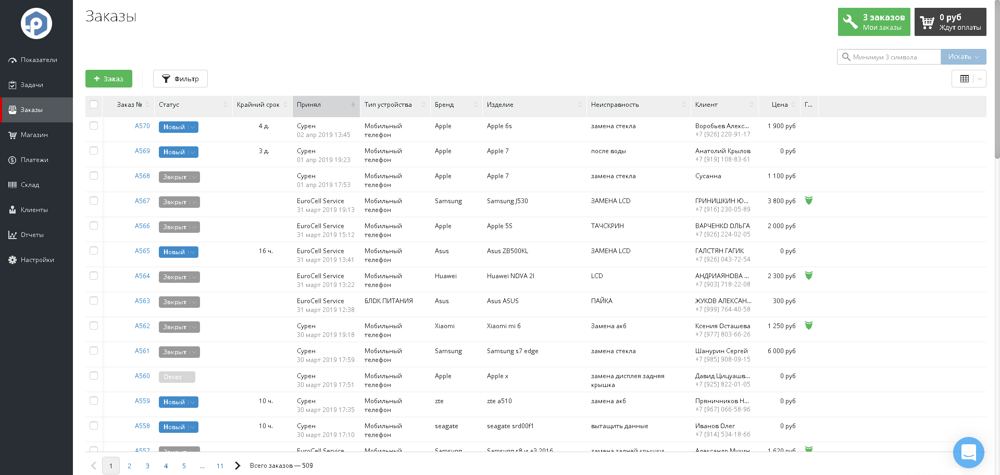 Заказы
3 заказов
Мои заказы
0 руб
Ждут оплаты
Показатели
Задачи
Заказы
Магазин
Платежи
Склад
Клиенты
Отчеты
Настройки
Минимум 3 символа
Искать
+ Заказ
Фильтр
Заказ № Статус Крайний срок Принял Тип устройства Бренд Изделие Неисправность Клиент Цена Г...
A570 Новый 4 д. Сурен Мобильный Apple Apple 6s замена стекла Воробьев Алекс... 1 900 руб
02 апр 2019 13:45 телефон +7 (926) 220-91-17
A569 Новый 3 д. Сурен Мобильный Apple Apple 7 после воды Анатолий Крылов 0 руб
01 апр 2019 19:23 телефон +7 (919) 108-83-61
A568 Закрыт Сурен Мобильный Apple Apple 7 замена стекла Сусанна 1 100 руб
01 апр 2019 17:53 телефон
A567 Закрыт EuroCell Service Мобильный Samsung Samsung J530 ЗАМЕНА LCD ГРИНИШКИН Ю... 3 800 руб
31 март 2019 19:13 телефон +7 (916) 230-05-89
A566 Закрыт EuroCell Service Мобильный Apple Apple 5S ТАЧСКРИН ВАРЧЕНКО ОЛЬГА 2 000 руб
31 март 2019 15:12 телефон +7 (926) 224-02-05
A565 Новый 16 ч. EuroCell Service Мобильный Asus Asus ZB500KL ЗАМЕНА LCD ГАЛСТЯН ГАГИК 0 руб
31 март 2019 13:41 телефон +7 (926) 043-72-54
A564 Закрыт EuroCell Service Мобильный Huawei Huawei NOVA 2I LCD АНДРИАЯНОВА ... 2 300 руб
31 март 2019 13:22 телефон +7 (903) 718-22-08
A563 Закрыт EuroCell Service БЛОК ПИТАНИЯ Asus Asus ASUS ПАЙКА ЖУКОВ АЛЕКСАН... 300 руб
31 март 2019 12:38 +7 (999) 764-40-58
A562 Закрыт Сурен Мобильный Xiaomi Xiaomi mi 6 Замена акб Ксения Осташева 1 250 руб
30 март 2019 19:18 телефон +7 (977) 803-66-26
A561 Закрыт Сурен Мобильный Samsung Samsung s7 edge замена стекла Шанурин Сергей 6 000 руб
30 март 2019 17:59 телефон +7 (985) 908-09-15
A560 Отказ Сурен Мобильный Apple Apple x замена дисплея задняя Давид Цицуашв... 0 руб
30 март 2019 17:51 телефон крышка +7 (925) 822-01-05
A559 Новый 10 ч. Сурен Мобильный zte zte a510 замена акб Пряничников Н... 0 руб
30 март 2019 17:35 телефон +7 (967) 066-58-96
A558 Новый 10 ч. Сурен Мобильный seagate seagate srd00f1 вытащить данные Иванов Олег 0 руб
30 март 2019 17:10 телефон +7 (914) 534-18-66
A557 Закрыт EuroCell Service Мобильный Samsung Samsung s8 и a3 2016 замена задней крышки Александр Мухин 1 620 руб
1 2 3 4 5 ... 11 Всего заказов — 509